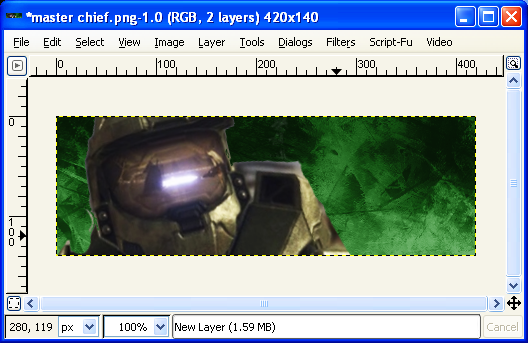 *master chief.png-1.0 (RGB, 2 layers) 420x140
File Edit Select View Image Layer Tools Dialogs Filters Script-Fu Video
0 100 200 300 400
0
100
280, 119 px 100% New Layer (1.59 MB) Cancel